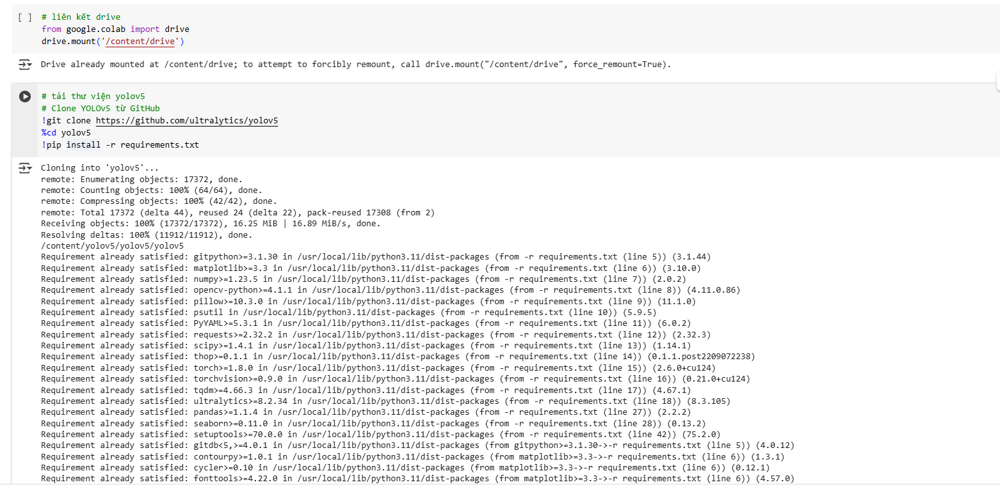 [ ] # liên kết drive
from google.colab import drive
drive.mount('/content/drive')
Drive already mounted at /content/drive; to attempt to forcibly remount, call drive.mount("/content/drive", force_remount=True).
# tải thư viện yolov5
# Clone YOLOv5 từ GitHub
!git clone https://github.com/ultralytics/yolov5
%cd yolov5
!pip install -r requirements.txt
Cloning into 'yolov5'...
remote: Enumerating objects: 17372, done.
remote: Counting objects: 100% (64/64), done.
remote: Compressing objects: 100% (42/42), done.
remote: Total 17372 (delta 44), reused 24 (delta 22), pack-reused 17308 (from 2)
Receiving objects: 100% (17372/17372), 16.25 MiB | 16.89 MiB/s, done.
Resolving deltas: 100% (11912/11912), done.
/content/yolov5/yolov5/yolov5
Requirement already satisfied: gitpython>=3.1.30 in /usr/local/lib/python3.11/dist-packages (from -r requirements.txt (line 5)) (3.1.44)
Requirement already satisfied: matplotlib>=3.3 in /usr/local/lib/python3.11/dist-packages (from -r requirements.txt (line 6)) (3.10.0)
Requirement already satisfied: numpy>=1.23.5 in /usr/local/lib/python3.11/dist-packages (from -r requirements.txt (line 7)) (2.0.2)
Requirement already satisfied: opencv-python>=4.1.1 in /usr/local/lib/python3.11/dist-packages (from -r requirements.txt (line 8)) (4.11.0.86)
Requirement already satisfied: pillow>=10.3.0 in /usr/local/lib/python3.11/dist-packages (from -r requirements.txt (line 9)) (11.1.0)
Requirement already satisfied: psutil in /usr/local/lib/python3.11/dist-packages (from -r requirements.txt (line 10)) (5.9.5)
Requirement already satisfied: PyYAML>=5.3.1 in /usr/local/lib/python3.11/dist-packages (from -r requirements.txt (line 11)) (6.0.2)
Requirement already satisfied: requests>=2.32.2 in /usr/local/lib/python3.11/dist-packages (from -r requirements.txt (line 12)) (2.32.3)
Requirement already satisfied: scipy>=1.4.1 in /usr/local/lib/python3.11/dist-packages (from -r requirements.txt (line 13)) (1.14.1)
Requirement already satisfied: thop>=0.1.1 in /usr/local/lib/python3.11/dist-packages (from -r requirements.txt (line 14)) (0.1.1.post2209072238)
Requirement already satisfied: torch>=1.8.0 in /usr/local/lib/python3.11/dist-packages (from -r requirements.txt (line 15)) (2.6.0+cu124)
Requirement already satisfied: torchvision>=0.9.0 in /usr/local/lib/python3.11/dist-packages (from -r requirements.txt (line 16)) (0.21.0+cu124)
Requirement already satisfied: tqdm>=4.66.3 in /usr/local/lib/python3.11/dist-packages (from -r requirements.txt (line 17)) (4.67.1)
Requirement already satisfied: ultralytics>=8.2.34 in /usr/local/lib/python3.11/dist-packages (from -r requirements.txt (line 18)) (8.3.105)
Requirement already satisfied: pandas>=1.1.4 in /usr/local/lib/python3.11/dist-packages (from -r requirements.txt (line 27)) (2.2.2)
Requirement already satisfied: seaborn>=0.11.0 in /usr/local/lib/python3.11/dist-packages (from -r requirements.txt (line 28)) (0.13.2)
Requirement already satisfied: setuptools>=70.0.0 in /usr/local/lib/python3.11/dist-packages (from -r requirements.txt (line 42)) (75.2.0)
Requirement already satisfied: gitdb<5,>=4.0.1 in /usr/local/lib/python3.11/dist-packages (from gitpython>=3.1.30->-r requirements.txt (line 5)) (4.0.12)
Requirement already satisfied: contourpy>=1.0.1 in /usr/local/lib/python3.11/dist-packages (from matplotlib>=3.3->-r requirements.txt (line 6)) (1.3.1)
Requirement already satisfied: cycler>=0.10 in /usr/local/lib/python3.11/dist-packages (from matplotlib>=3.3->-r requirements.txt (line 6)) (0.12.1)
Requirement already satisfied: fonttools>=4.22.0 in /usr/local/lib/python3.11/dist-packages (from matplotlib>=3.3->-r requirements.txt (line 6)) (4.57.0)